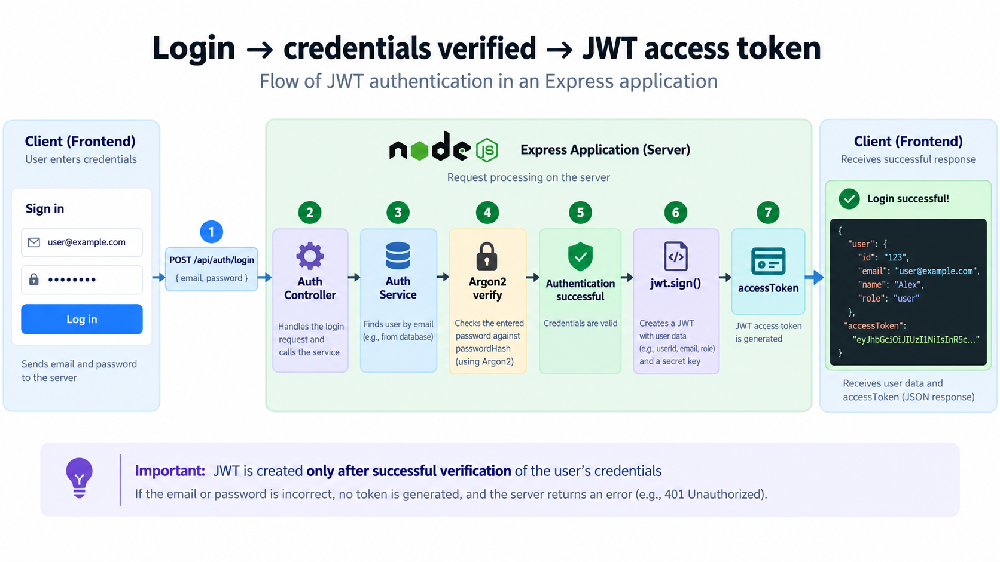 Login → credentials verified → JWT access token
Flow of JWT authentication in an Express application
Client (Frontend)
User enters credentials
Sign in
user@example.com
••••••••
Log in
Sends email and password
to the server
1
POST /api/auth/login
{ email, password }
node JS
Express Application (Server)
Request processing on the server
2
Auth
Controller
Handles the login
request and
calls the service
3
Auth
Service
Finds user by email
(e.g., from database)
4
Argon2
verify
Checks the entered
password against
passwordHash
(using Argon2)
5
Authentication
successful
Credentials are valid
6
</>
jwt.sign()
Creates a JWT
with user data
(e.g., userId, email, role)
and a secret key
7
accessToken
JWT access token
is generated
Client (Frontend)
Receives successful response
Login successful!
{
"user": {
"id": "123",
"email": "user@example.com",
"name": "Alex",
"role": "user"
},
"accessToken":
"eyJhbGciOiJIUzI1NiIsInR5c..."
}
Receives user data and
accessToken (JSON response)
Important: JWT is created only after successful verification of the user's credentials
If the email or password is incorrect, no token is generated, and the server returns an error (e.g., 401 Unauthorized).